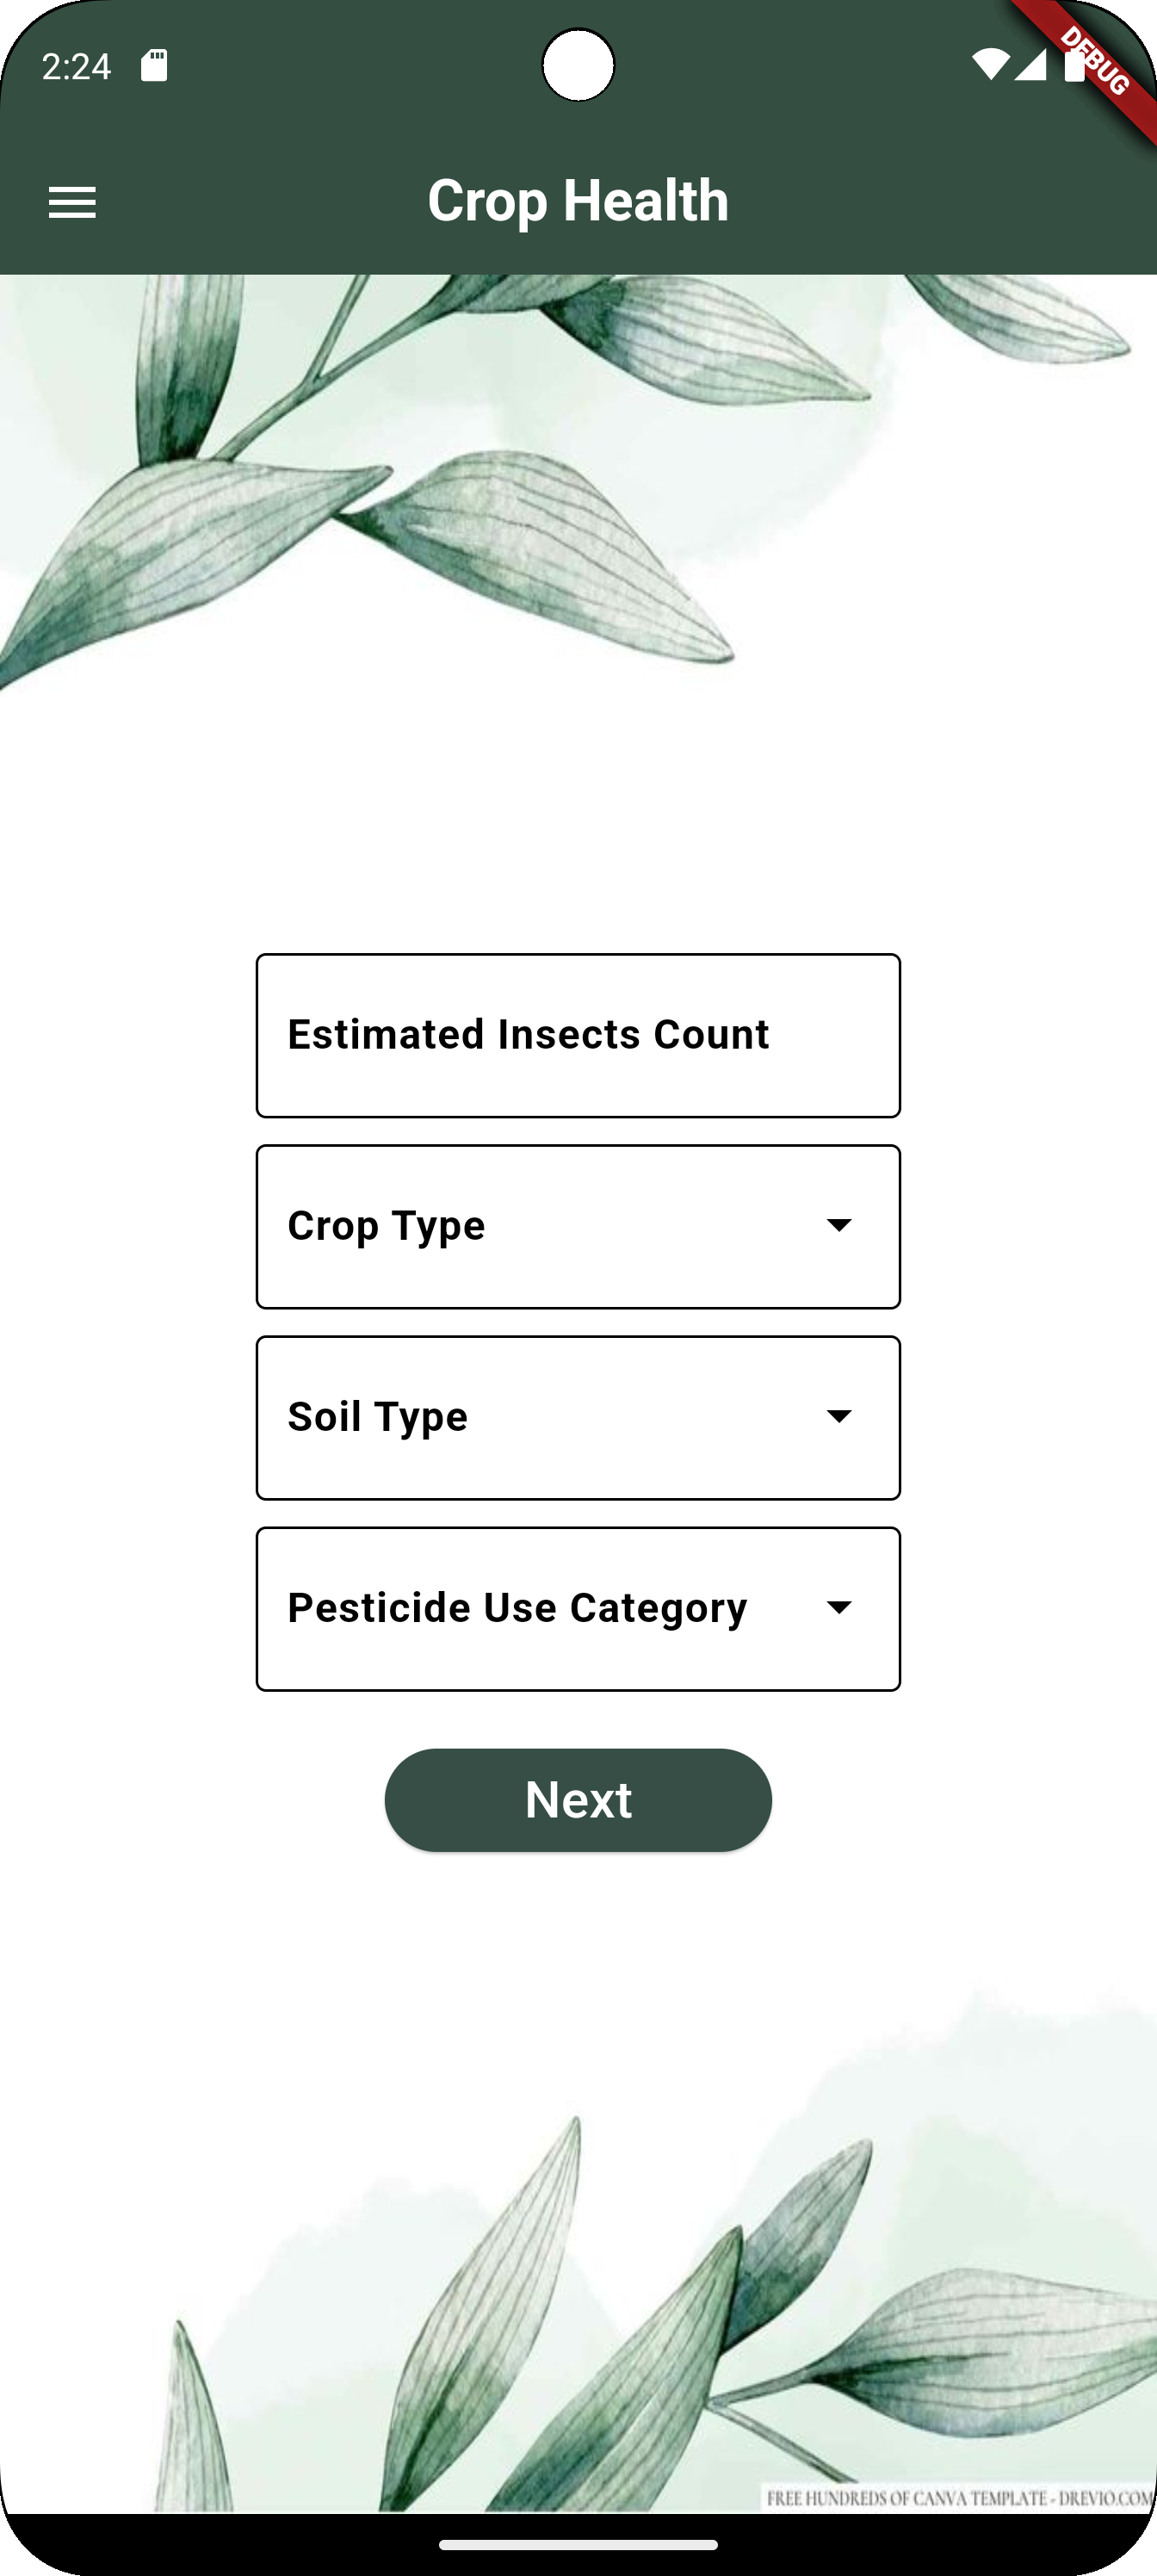 2:24
DEBUG
Crop Health
Estimated Insects Count
Crop Type
Soil Type
Pesticide Use Category
Next
FREE HUNDREDS OF CANVA TEMPLATE - DREVIO.COM